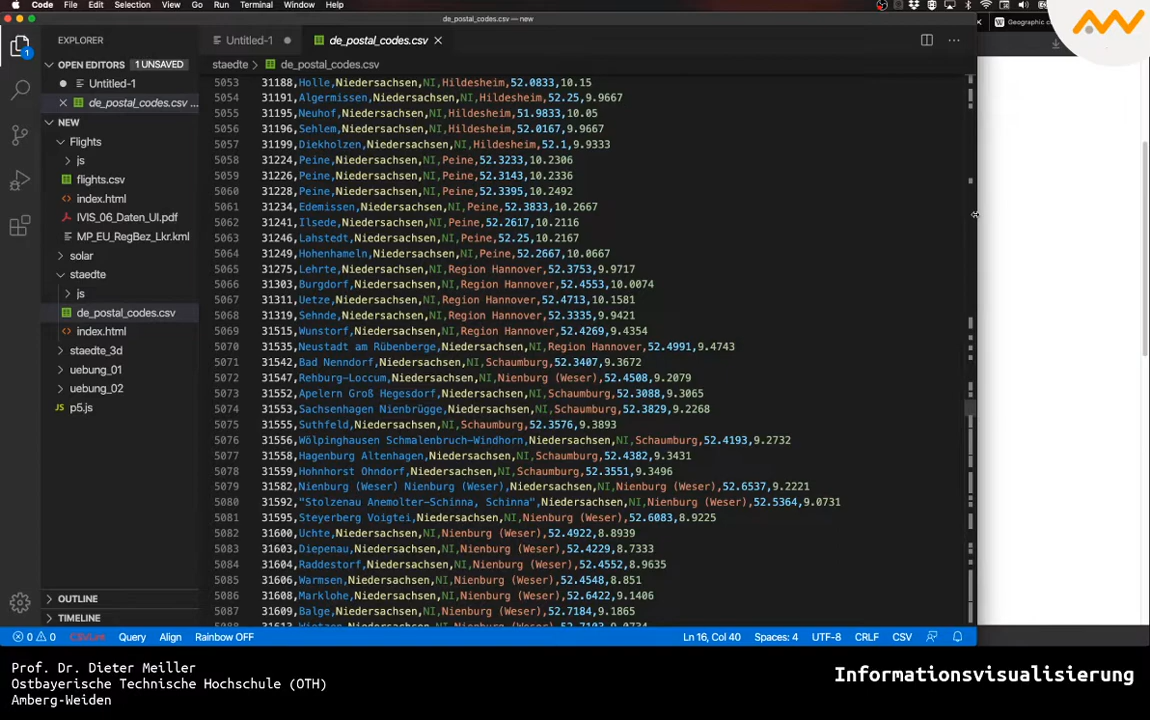 Code File Edit Selection View Go Run Terminal Window Help
de_postal_codes.csv — new
Geographic c
EXPLORER
Untitled-1
de_postal_codes.csv
OPEN EDITORS 1 UNSAVED
Untitled-1
de_postal_codes.csv ...
NEW
Flights
js
flights.csv
index.html
IVIS_06_Daten_UI.pdf
MP_EU_RegBez_Lkr.kml
solar
staedte
js
de_postal_codes.csv
index.html
staedte_3d
uebung_01
uebung_02
p5.js
OUTLINE
TIMELINE
staedte > de_postal_codes.csv
5053 31188,Holle,Niedersachsen,NI,Hildesheim,52.0833,10.15
5054 31191,Algermissen,Niedersachsen,NI,Hildesheim,52.25,9.9667
5055 31195,Neuhof,Niedersachsen,NI,Hildesheim,51.9833,10.05
5056 31196,Sehlem,Niedersachsen,NI,Hildesheim,52.0167,9.9667
5057 31199,Diekholzen,Niedersachsen,NI,Hildesheim,52.1,9.9333
5058 31224,Peine,Niedersachsen,NI,Peine,52.3233,10.2306
5059 31226,Peine,Niedersachsen,NI,Peine,52.3143,10.2336
5060 31228,Peine,Niedersachsen,NI,Peine,52.3395,10.2492
5061 31234,Edemissen,Niedersachsen,NI,Peine,52.3833,10.2667
5062 31241,Ilsede,Niedersachsen,NI,Peine,52.2617,10.2116
5063 31246,Lahstedt,Niedersachsen,NI,Peine,52.25,10.2167
5064 31249,Hohenhameln,Niedersachsen,NI,Peine,52.2667,10.0667
5065 31275,Lehrte,Niedersachsen,NI,Region Hannover,52.3753,9.9717
5066 31303,Burgdorf,Niedersachsen,NI,Region Hannover,52.4553,10.0074
5067 31311,Uetze,Niedersachsen,NI,Region Hannover,52.4713,10.1581
5068 31319,Sehnde,Niedersachsen,NI,Region Hannover,52.3335,9.9421
5069 31515,Wunstorf,Niedersachsen,NI,Region Hannover,52.4269,9.4354
5070 31535,Neustadt am Rübenberge,Niedersachsen,NI,Region Hannover,52.4991,9.4743
5071 31542,Bad Nenndorf,Niedersachsen,NI,Schaumburg,52.3407,9.3672
5072 31547,Rehburg-Loccum,Niedersachsen,NI,Nienburg (Weser),52.4508,9.2079
5073 31552,Apelern Groß Hegesdorf,Niedersachsen,NI,Schaumburg,52.3088,9.3065
5074 31553,Sachsenhagen Nienbrügge,Niedersachsen,NI,Schaumburg,52.3829,9.2268
5075 31555,Suthfeld,Niedersachsen,NI,Schaumburg,52.3576,9.3893
5076 31556,Wölpinghausen Schmalenbruch-Windhorn,Niedersachsen,NI,Schaumburg,52.4193,9.2732
5077 31558,Hagenburg Altenhagen,Niedersachsen,NI,Schaumburg,52.4382,9.3431
5078 31559,Hohnhorst Ohndorf,Niedersachsen,NI,Schaumburg,52.3551,9.3496
5079 31582,Nienburg (Weser) Nienburg (Weser),Niedersachsen,NI,Nienburg (Weser),52.6537,9.2221
5080 31592,"Stolzenau Anemolter-Schinna, Schinna",Niedersachsen,NI,Nienburg (Weser),52.5364,9.0731
5081 31595,Steyerberg Voigtei,Niedersachsen,NI,Nienburg (Weser),52.6083,8.9225
5082 31600,Uchte,Niedersachsen,NI,Nienburg (Weser),52.4922,8.8939
5083 31603,Diepenau,Niedersachsen,NI,Nienburg (Weser),52.4229,8.7333
5084 31604,Raddestorf,Niedersachsen,NI,Nienburg (Weser),52.4552,8.9635
5085 31606,Warmsen,Niedersachsen,NI,Nienburg (Weser),52.4548,8.851
5086 31608,Marklohe,Niedersachsen,NI,Nienburg (Weser),52.6422,9.1406
5087 31609,Balge,Niedersachsen,NI,Nienburg (Weser),52.7184,9.1865
0 0 CSVLint Query Align Rainbow OFF Ln 16, Col 40 Spaces: 4 UTF-8 CRLF CSV
Prof. Dr. Dieter Meiller
Ostbayerische Technische Hochschule (OTH)
Amberg-Weiden
Informationsvisualisierung